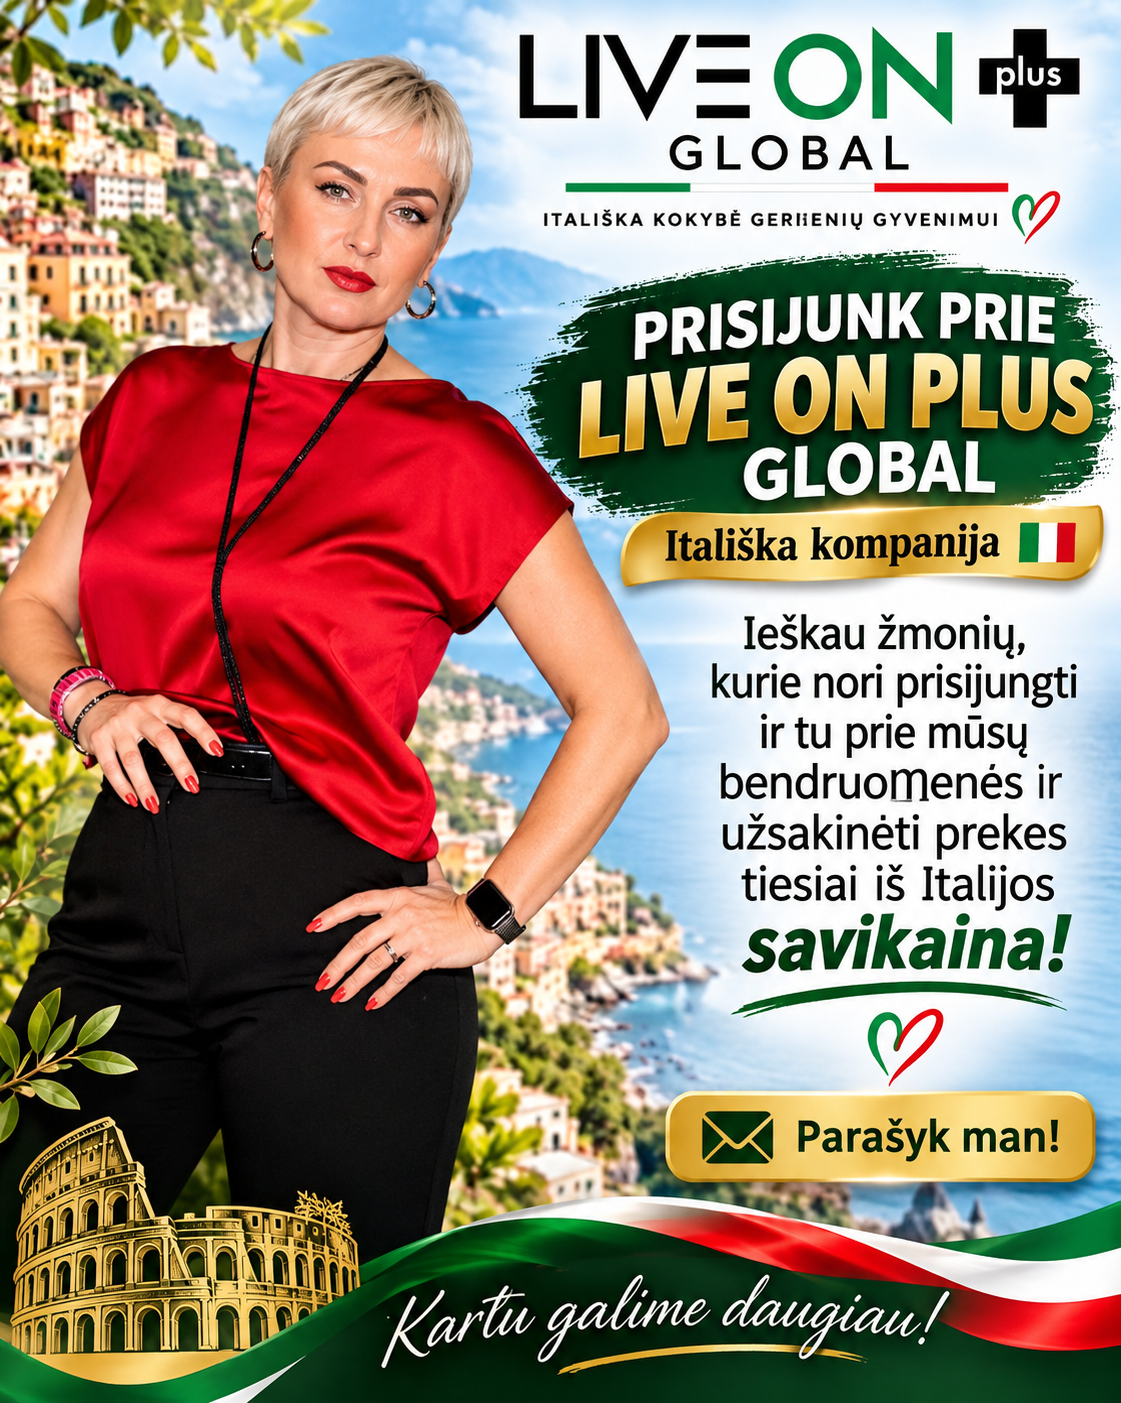 LIVE ON plus
GLOBAL
ITALIŠKA KOKYBĖ GERIIENIŲ GYVENIMUI
PRISIJUNK PRIE
LIVE ON PLUS
GLOBAL
Itališka kompanija
Ieškau žmonių,
kurie nori prisijungti
ir tu prie mūsų
bendruomenės ir
užsakinėti prekes
tiesiai iš Italijos
savikaina!
Parašyk man!
Kartu galime daugiau!